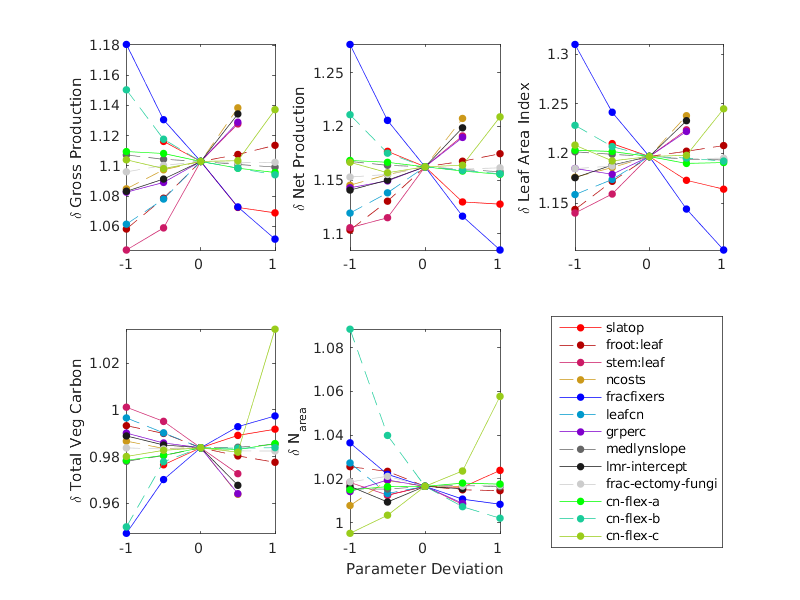 1.18
1.16
1.14
1.12
1.1
1.08
1.06
δ Gross Production
-1 0 1
1.25
1.2
1.15
1.1
δ Net Production
-1 0 1
1.3
1.25
1.2
1.15
δ Leaf Area Index
-1 0 1
1.02
1
0.98
0.96
δ Total Veg Carbon
-1 0 1
1.08
1.06
1.04
1.02
1
δ Narea
-1 0 1
Parameter Deviation
slatop
froot:leaf
stem:leaf
ncosts
fracfixers
leafcn
grperc
medlynslope
lmr-intercept
frac-ectomy-fungi
cn-flex-a
cn-flex-b
cn-flex-c